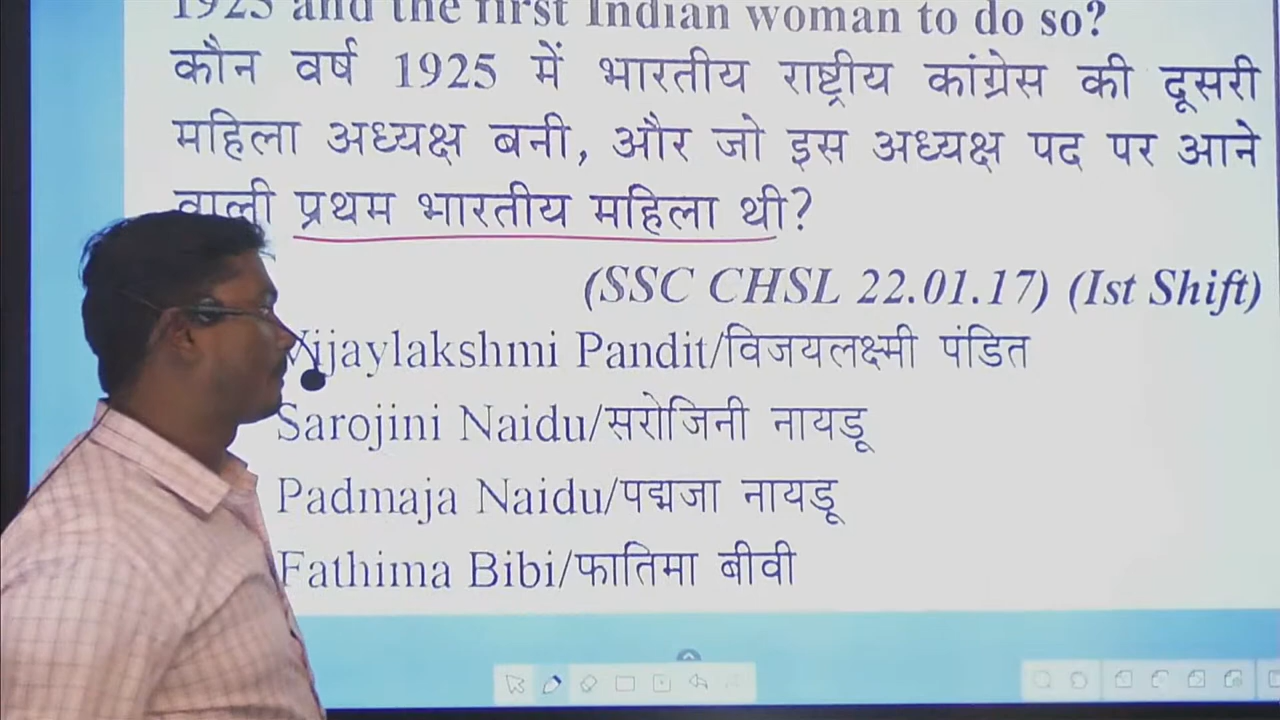 1925 and the first Indian woman to do so?
कौन वर्ष 1925 में भारतीय राष्ट्रीय कांग्रेस की दूसरी
महिला अध्यक्ष बनी, और जो इस अध्यक्ष पद पर आने
वाली प्रथम भारतीय महिला थी?
(SSC CHSL 22.01.17) (Ist Shift)
Vijaylakshmi Pandit/विजयलक्ष्मी पंडित
Sarojini Naidu/सरोजिनी नायडू
Padmaja Naidu/पद्मजा नायडू
Fathima Bibi/फातिमा बीवी